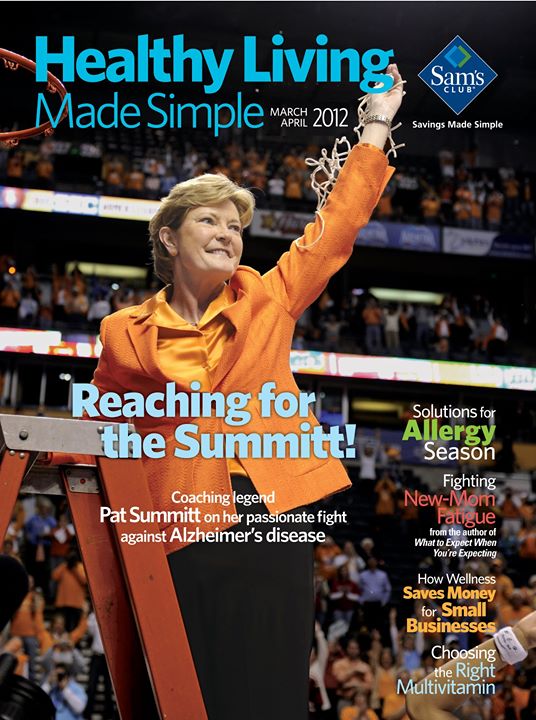 Healthy Living
Made Simple
MARCH
APRIL 2012
Sam's
CLUB®
Savings Made Simple
Reaching for
the Summitt!
Coaching legend
Pat Summitt on her passionate fight
against Alzheimer's disease
Solutions for
Allergy
Season
Fighting
New-Mom
Fatigue
from the author of
What to Expect When
You're Expecting
How Wellness
Saves Money
for Small
Businesses
Choosing
the Right
Multivitamin